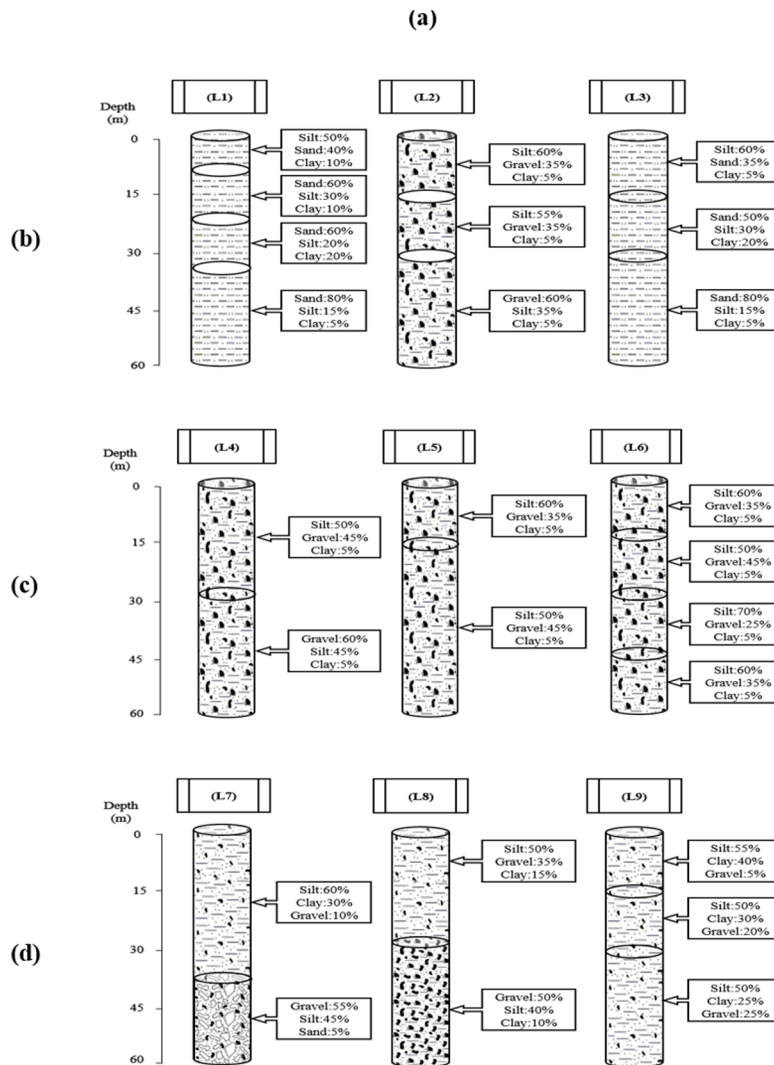 (a)
(L1) (L2) (L3)
Depth
(m)
0
15
30
45
60
(b)
Silt:50%
Sand:40%
Clay:10%
Sand:60%
Silt:30%
Clay:10%
Sand:60%
Silt:20%
Clay:20%
Sand:80%
Silt:15%
Clay:5%
Silt:60%
Gravel:35%
Clay:5%
Silt:55%
Gravel:35%
Clay:5%
Gravel:60%
Silt:35%
Clay:5%
Silt:60%
Sand:35%
Clay:5%
Sand:50%
Silt:30%
Clay:20%
Sand:80%
Silt:15%
Clay:5%
(L4) (L5) (L6)
Depth
(m)
0
15
30
45
60
(c)
Silt:50%
Gravel:45%
Clay:5%
Gravel:60%
Silt:45%
Clay:5%
Silt:60%
Gravel:35%
Clay:5%
Silt:50%
Gravel:45%
Clay:5%
Silt:60%
Gravel:35%
Clay:5%
Silt:50%
Gravel:45%
Clay:5%
Silt:70%
Gravel:25%
Clay:5%
Silt:60%
Gravel:35%
Clay:5%
(L7) (L8) (L9)
Depth
(m)
0
15
30
45
60
(d)
Silt:60%
Clay:30%
Gravel:10%
Gravel:55%
Silt:45%
Sand:5%
Silt:50%
Gravel:35%
Clay:15%
Gravel:50%
Silt:40%
Clay:10%
Silt:55%
Clay:40%
Gravel:5%
Silt:50%
Clay:30%
Gravel:20%
Silt:50%
Clay:25%
Gravel:25%